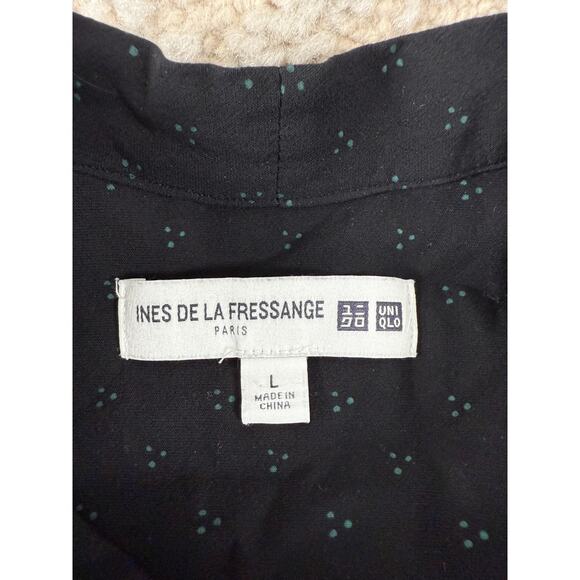 INES DE LA FRESSANGE
PARIS
ユニ
クロ
UNI
QLO
L
MADE IN
CHINA